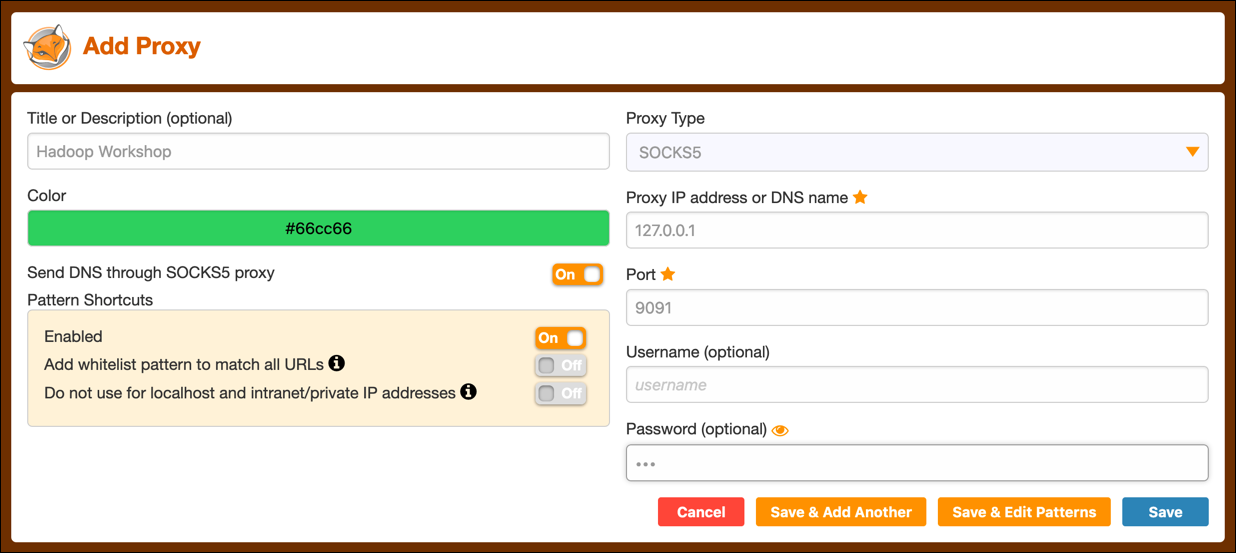 Add Proxy
Title or Description (optional)
Hadoop Workshop
Color
#66cc66
Send DNS through SOCKS5 proxy On
Pattern Shortcuts
Enabled On
Add whitelist pattern to match all URLs Off
Do not use for localhost and intranet/private IP addresses Off
Proxy Type
SOCKS5
Proxy IP address or DNS name
127.0.0.1
Port
9091
Username (optional)
username
Password (optional)
•••
Cancel Save & Add Another Save & Edit Patterns Save